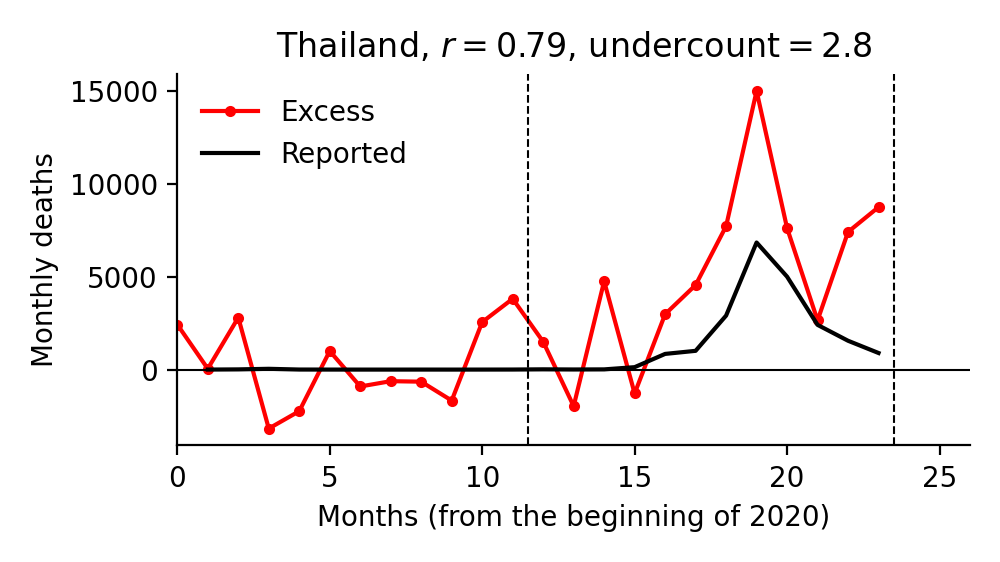 Thailand, r = 0.79, undercount = 2.8
Excess
Reported
Monthly deaths
15000
10000
5000
0
0 5 10 15 20 25
Months (from the beginning of 2020)